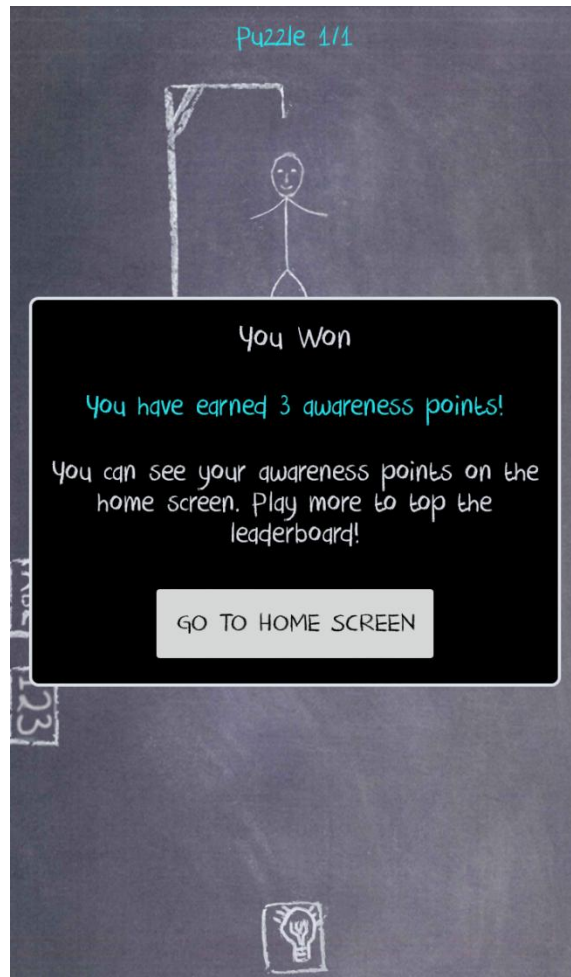 Puzzle 1/1
You Won
You have earned 3 awareness points!
You can see your awareness points on the
home screen. Play more to top the
leaderboard!
GO TO HOME SCREEN
123